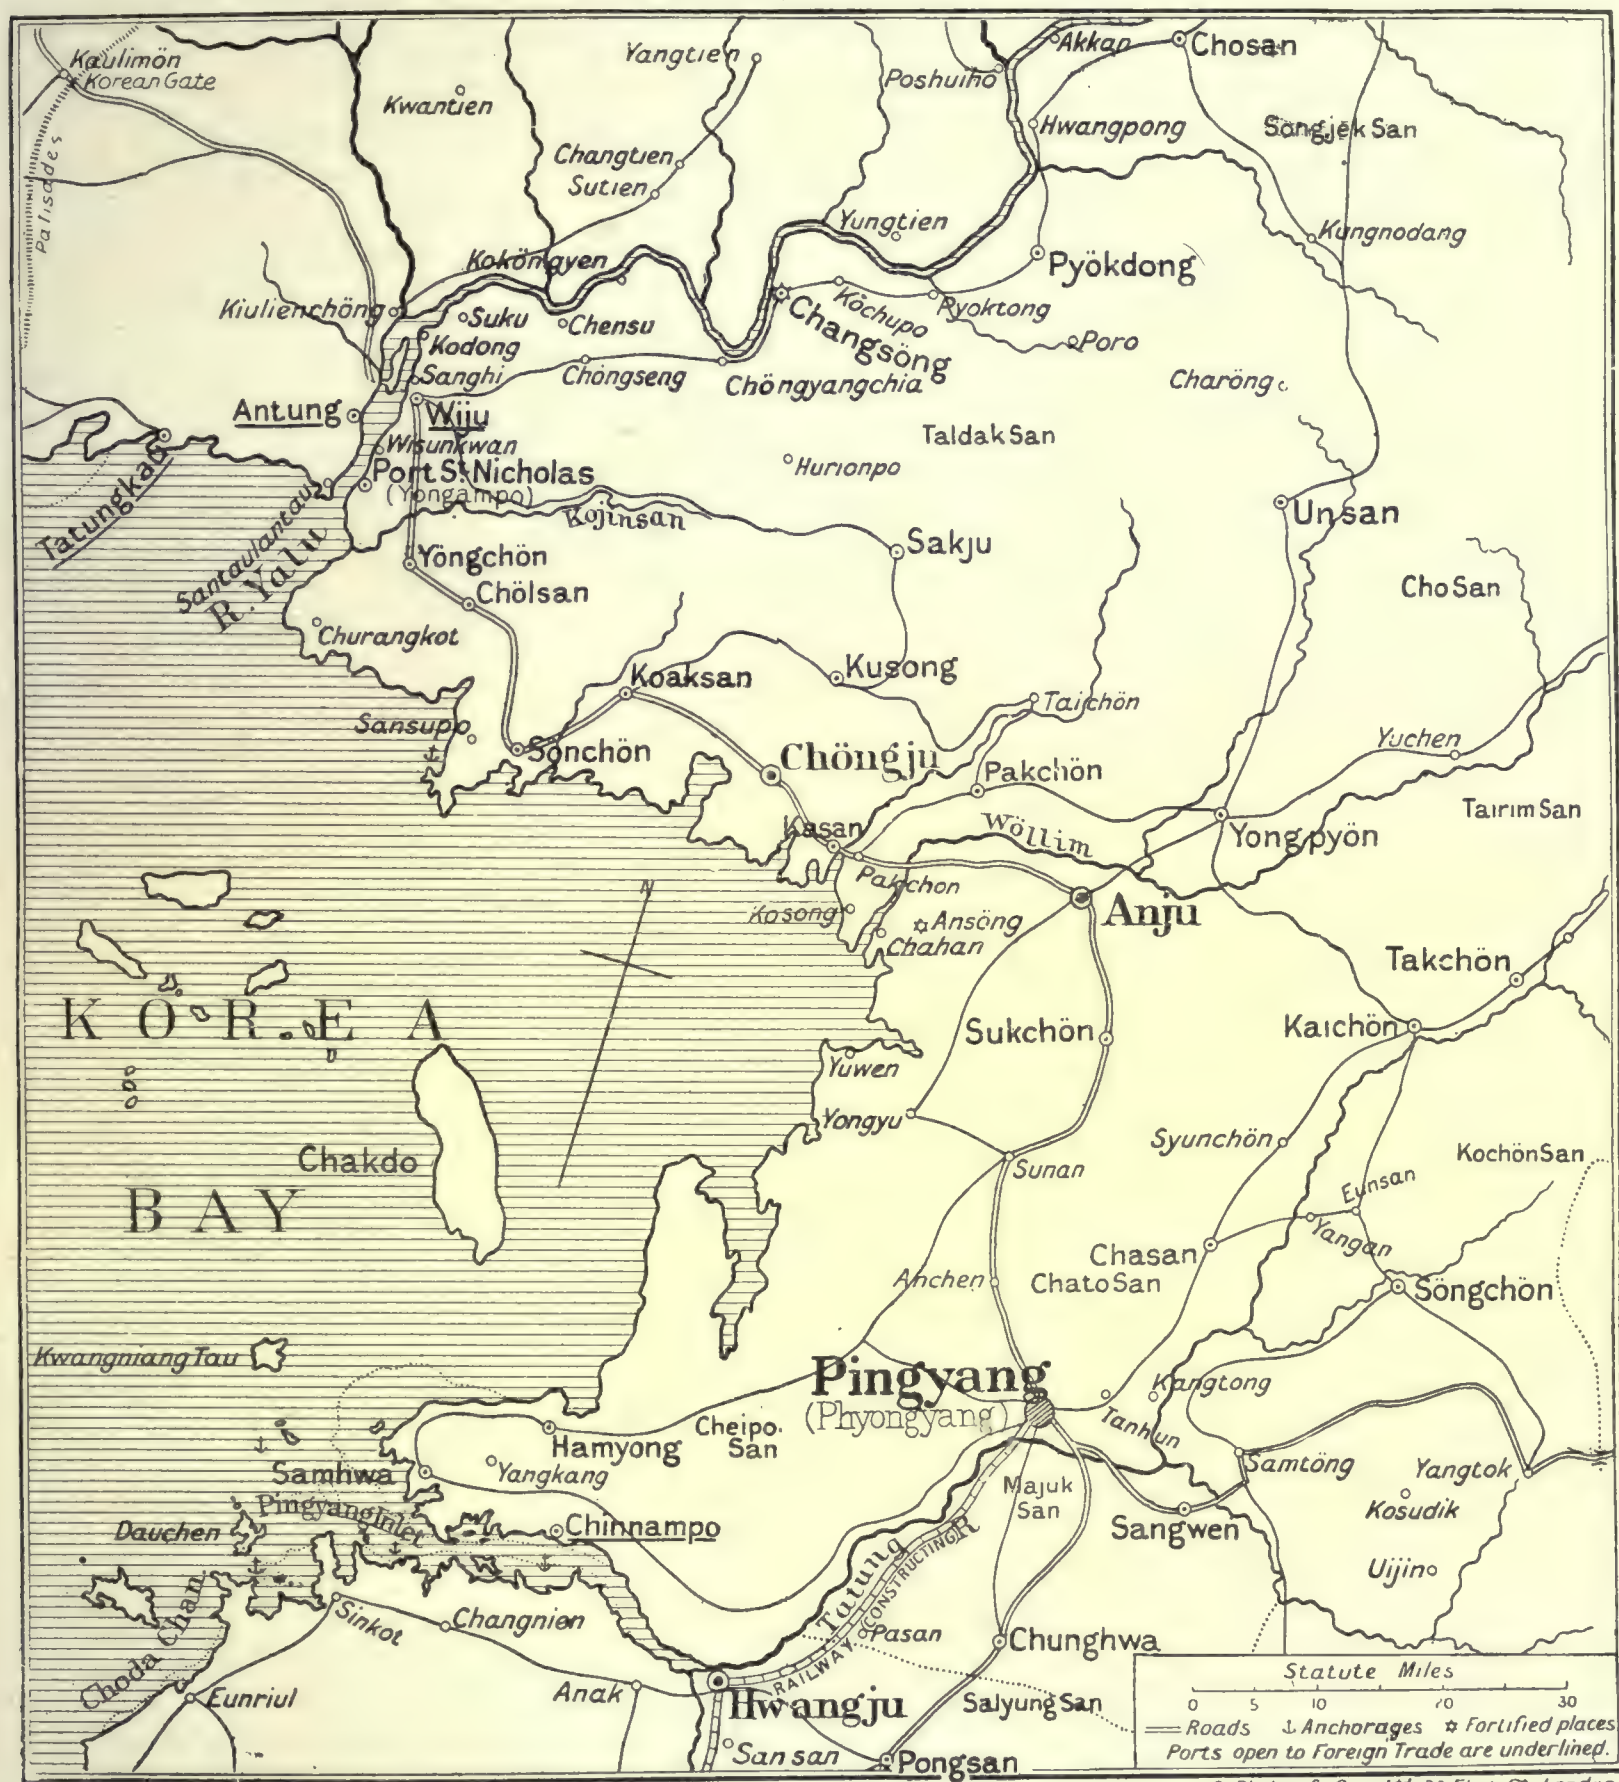 Kaulimön
Korean Gate
Palisades
Kwantien
Yangtien
Changtien
Sutien
Poshuiho
Akkan
Chosan
Hwangpong
Songjek San
Yungtien
Kungnodang
Pyökdong
Koköngyen
Kiulienchöng
Suku
Chensu
Kodong
Sanghi
Chöngseng
Chöngyangchia
Changsöng
Köchupo
Pyoktong
Poro
Charöng
Antung
Wiju
Wisunkwan
Port St. Nicholas
(Yongampo)
Taldak San
Hurionpo
Tatungkau
Santaulantau
R. Yalu
Kojinsan
Sakju
Unsan
Yöngchön
Chölsan
Cho San
Churangkot
Koaksan
Kusong
Taichön
Sansupo
Sonchön
Chöngju
Pakchön
Yuchen
Tairim San
Kasan
Wöllim
Yongpyön
Pakchon
Kosong
Ansöng
Chahan
Anju
N
Takchön
KOREA
BAY
Sukchön
Kaichön
Yuwen
Yongyu
Sunan
Syunchön
Kochön San
Chakdo
Eunsan
Yangan
Chasan
Anchen
Chato San
Söngchön
Kwangniang Tau
Pingyang
(Phyongyang)
Kangtong
Tanhun
Cheipo.
San
Hamyong
Yangkang
Samhwa
Pingyang Inlet
Majuk
San
Samtöng
Yangtok
Kosudik
Dauchen
Chinnampo
Sangwen
Uijin
Tatung R
RAILWAY CONSTRUCTING
Choda Chan.
Sinkot
Changnien
Pasan
Chunghwa
Eunriul
Anak
Hwangju
Salyung San
San san
Pongsan
Statute Miles
0 5 10 20 30
Roads Anchorages Fortified places
Ports open to Foreign Trade are underlined.